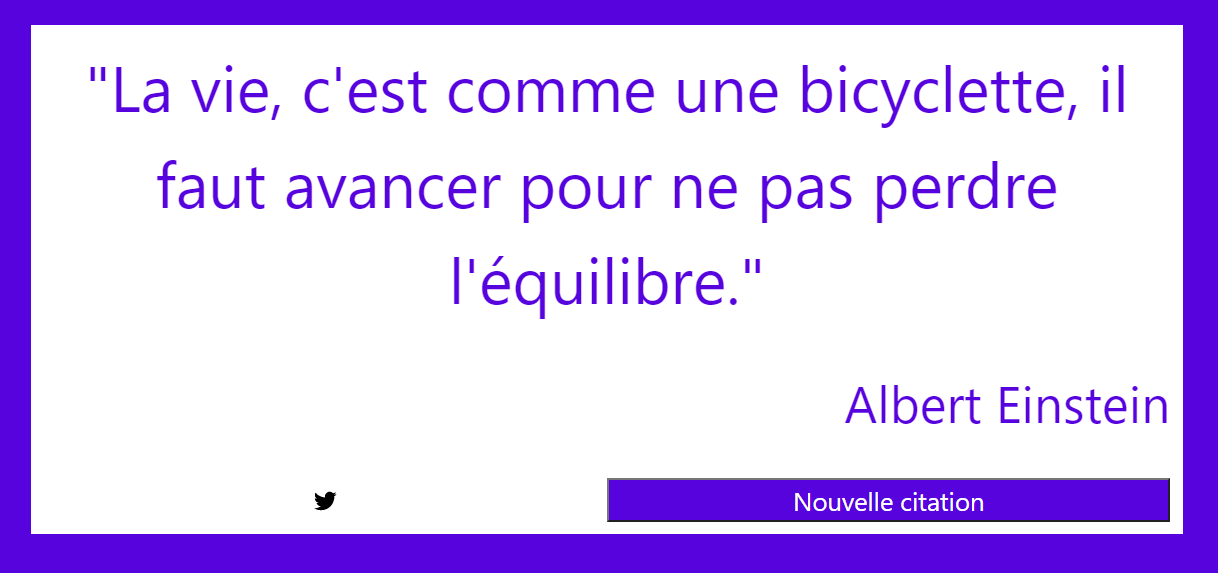 "La vie, c'est comme une bicyclette, il
faut avancer pour ne pas perdre
l'équilibre."
Albert Einstein
Nouvelle citation